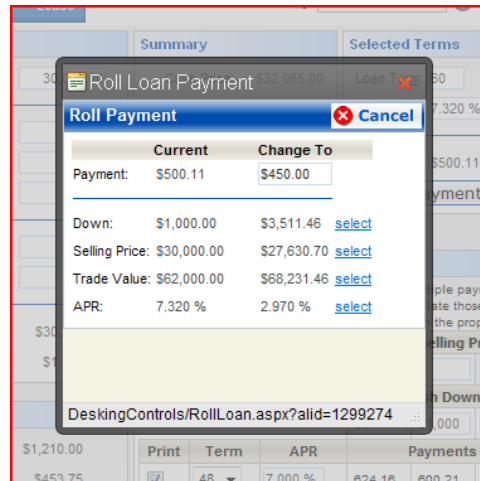 Summary
Selected Terms
Roll Loan Payment
$32,065.00
Loan Term: 60
Roll Payment
Cancel
7.320 %
Current Change To
Payment: $500.11 $450.00
$500.11
Down: $1,000.00 $3,511.46 select
Selling Price: $30,000.00 $27,630.70 select
Trade Value: $62,000.00 $68,231.46 select
APR: 7.320 % 2.970 % select
DeskingControls/RollLoan.aspx?alid=1299274
$1,210.00
Print Term APR Payments
$453.75 48 7.000 % 624.16 600.21